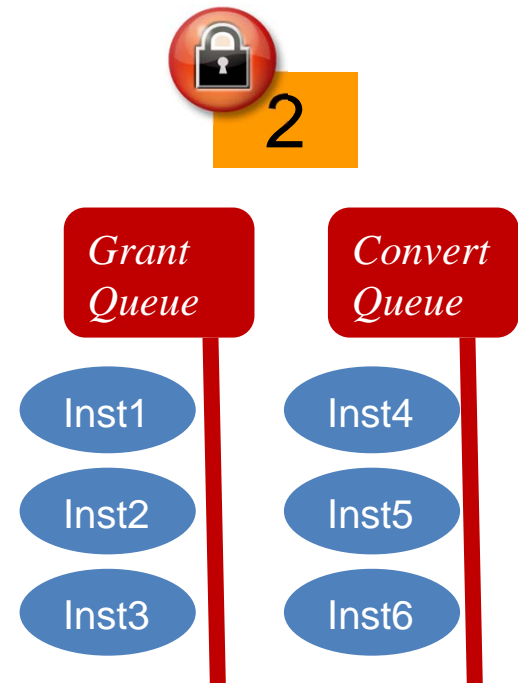 2
Grant
Queue
Convert
Queue
Inst1
Inst4
Inst2
Inst5
Inst3
Inst6